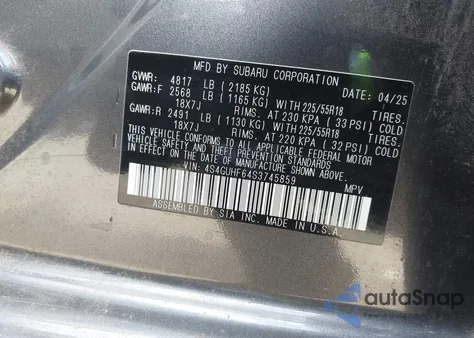 MFD BY SUBARU CORPORATION
DATE: 04/25
GVWR: 4817 LB (2185 KG)
GAWR: F 2568 LB (1165 KG) WITH 225/55R18 TIRES,
18X7J RIMS, AT 230 KPA (33 PSI) COLD
GAWR: R 2491 LB (1130 KG) WITH 225/55R18 TIRES,
18X7J RIMS, AT 220 KPA (32 PSI) COLD
THIS VEHICLE CONFORMS TO ALL APPLICABLE FEDERAL MOTOR
VEHICLE SAFETY AND THEFT PREVENTION STANDARDS
IN EFFECT ON THE DATE OF MANUFACTURE SHOWN ABOVE.
VIN: 4S4GUHF64S3745859 MPV
ASSEMBLED BY SIA INC. MADE IN U.S.A.
autoSnap